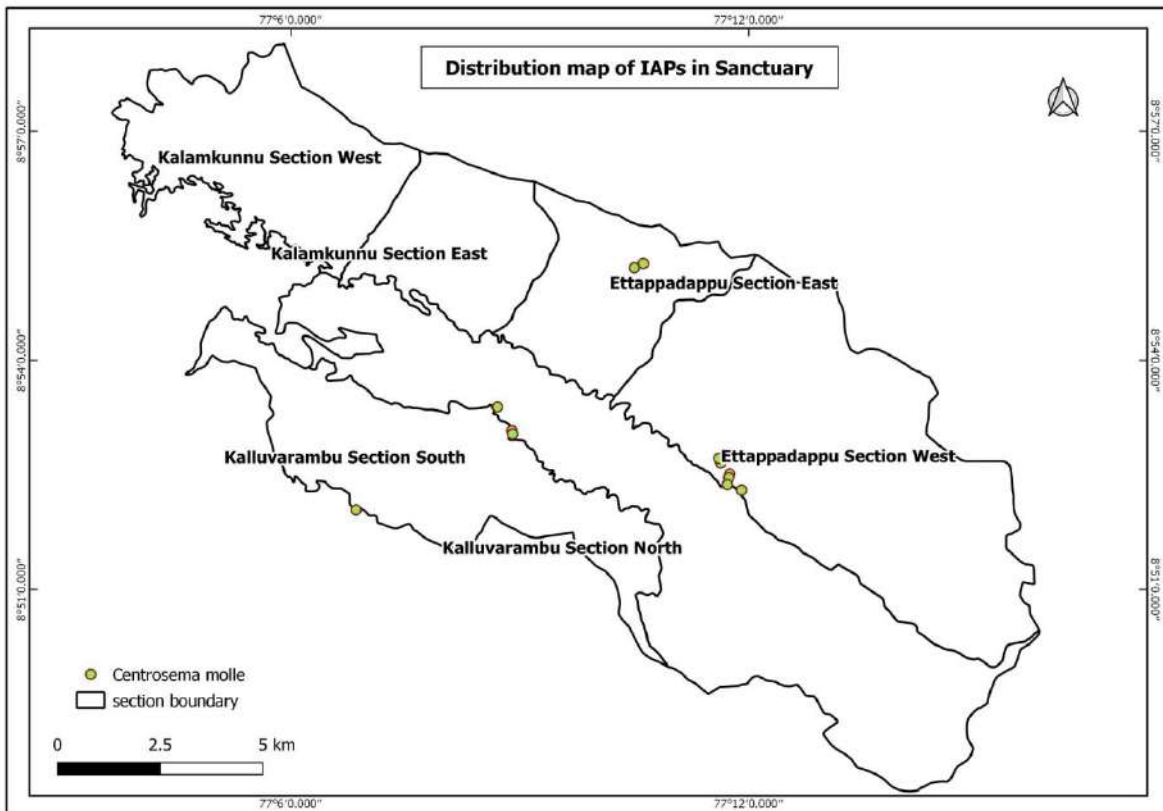 77°6'0.000" 77°12'0.000"
Distribution map of IAPs in Sanctuary
8°57'0.000" 8°57'0.000"
Kalamkunnu Section West
Kalamkunnu Section East
Ettappadappu Section East
8°54'0.000" 8°54'0.000"
Kalluvarambu Section South
Ettappadappu Section West
Kalluvarambu Section North
8°51'0.000" 8°51'0.000"
Centrosema molle
section boundary
0 2.5 5 km
77°6'0.000" 77°12'0.000"